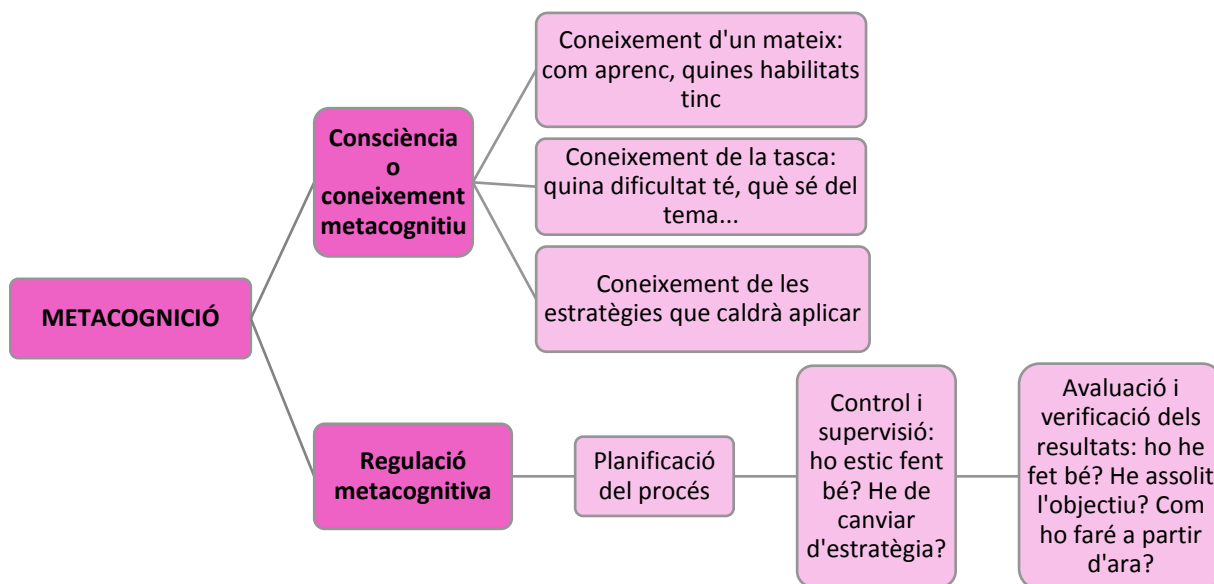 METACOGNICIÓ
Consciència
o
coneixement
metacognitiu
Coneixement d'un mateix:
com aprenc, quines habilitats
tinc
Coneixement de la tasca:
quina dificultat té, què sé del
tema...
Coneixement de les
estratègies que caldrà aplicar
Regulació
metacognitiva
Planificació
del procés
Control i
supervisió:
ho estic fent
bé? He de
canviar
d'estratègia?
Avaluació i
verificació dels
resultats: ho he
fet bé? He assolit
l'objectiu? Com
ho faré a partir
d'ara?